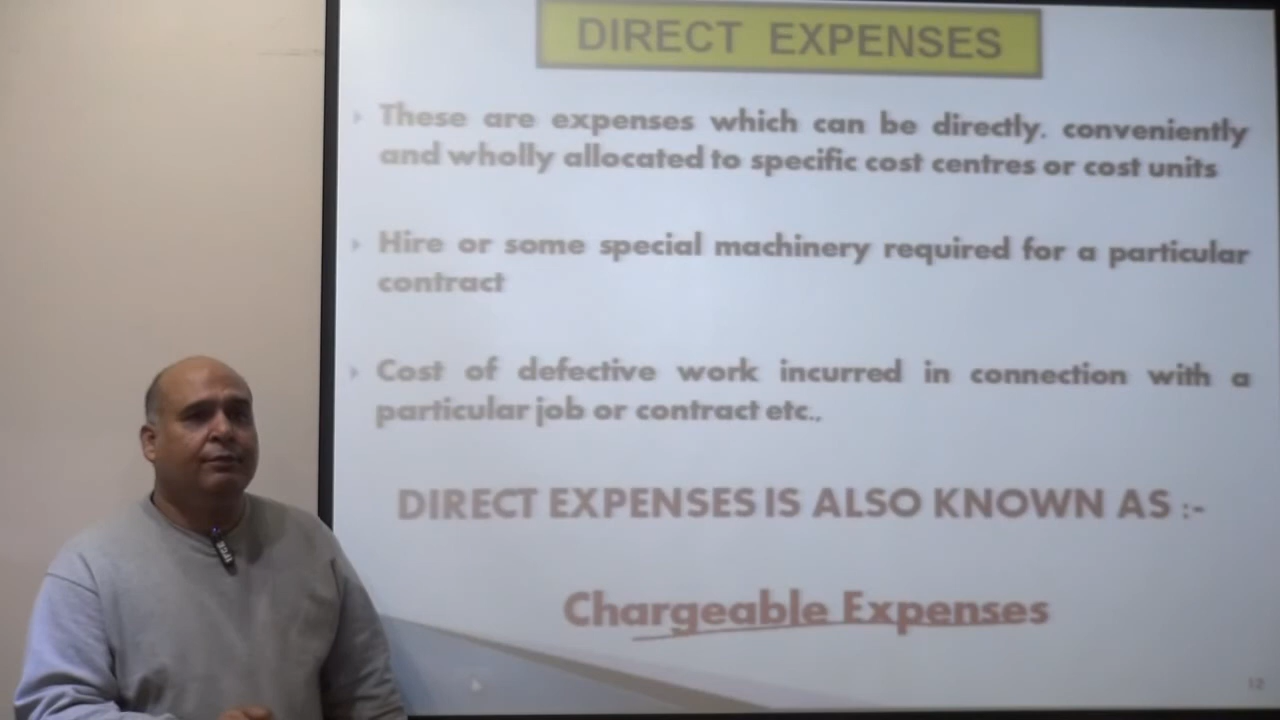 DIRECT EXPENSES
These are expenses which can be directly. conveniently
and wholly allocated to specific cost centres or cost units
Hire or some special machinery required for a particular
contract
Cost of defective work incurred in connection with a
particular job or contract etc.,
DIRECT EXPENSES IS ALSO KNOWN AS :-
Chargeable Expenses
12